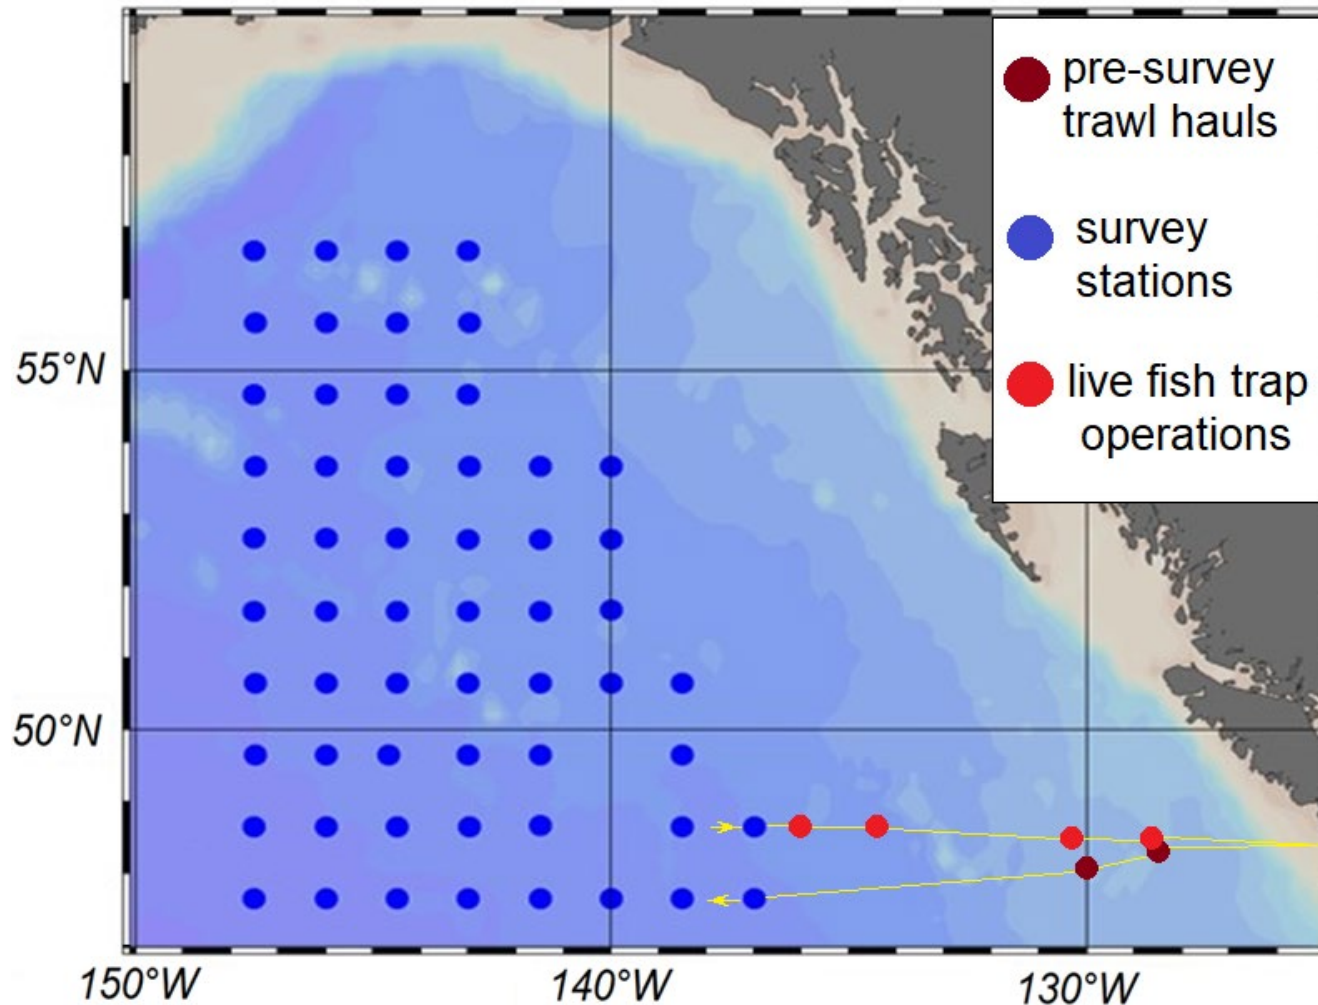 pre-survey
trawl hauls
survey
stations
live fish trap
operations
55°N
50°N
150°W
140°W
130°W